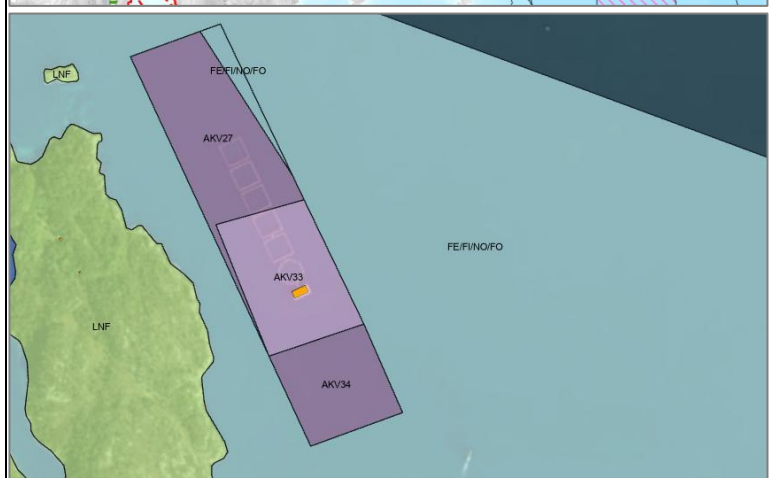 FE/FI/NO/FO
LNF
AKV27
FE/FI/NO/FO
AKV33
LNF
AKV34